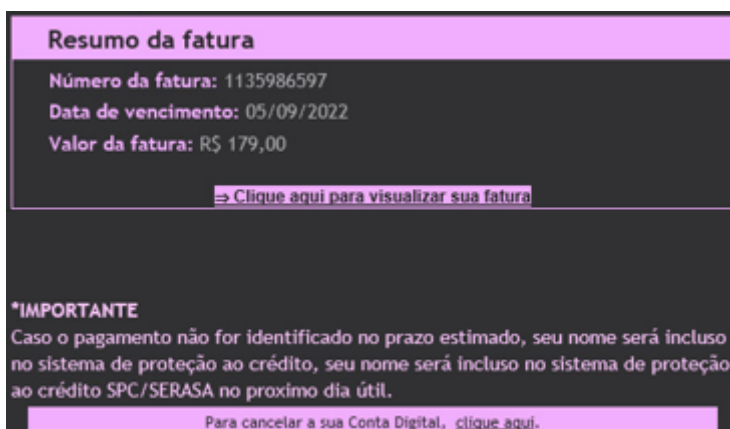 Resumo da fatura
Número da fatura: 1135986597
Data de vencimento: 05/09/2022
Valor da fatura: R$ 179,00
⇒ Clique aqui para visualizar sua fatura
*IMPORTANTE
Caso o pagamento não for identificado no prazo estimado, seu nome será incluso
no sistema de proteção ao crédito, seu nome será incluso no sistema de proteção
ao crédito SPC/SERASA no proximo dia útil.
Para cancelar a sua Conta Digital, clique aqui.